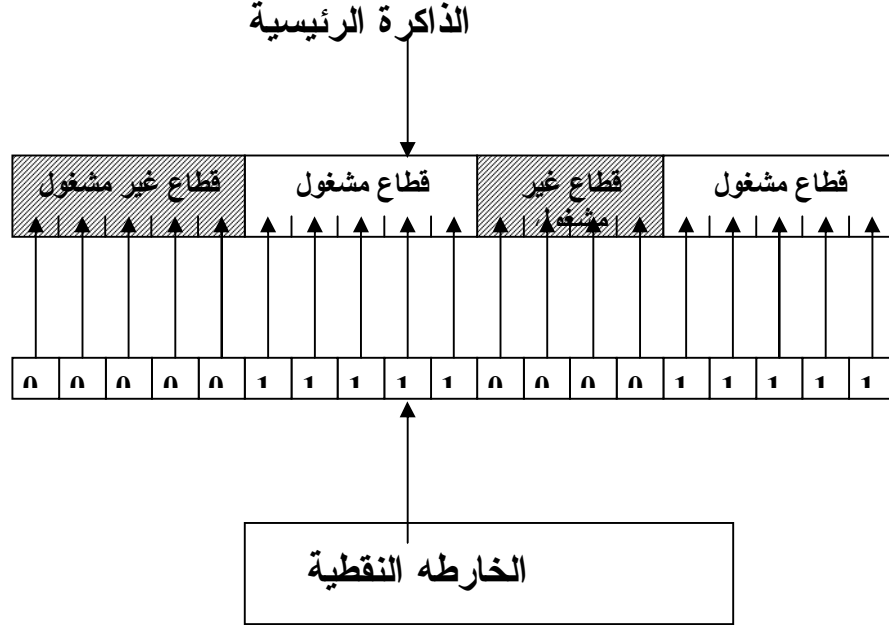 الذاكرة الرئيسية
قطاع غير مشغول
قطاع مشغول
قطاع غير
مشغول
قطاع مشغول
0 0 0 0 0 1 1 1 1 1 0 0 0 0 1 1 1 1 1
الخارطه النقطية